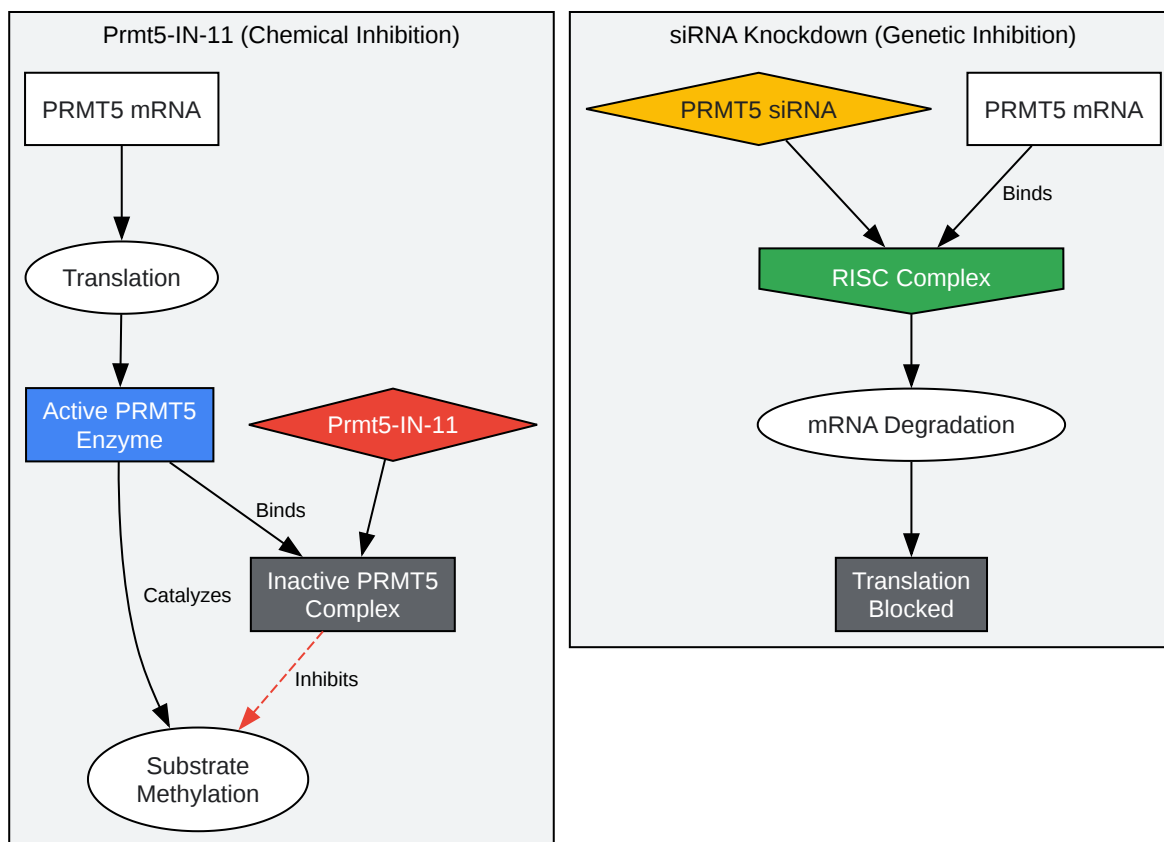 Prmt5-IN-11 (Chemical Inhibition)
PRMT5 mRNA
Translation
Active PRMT5
Enzyme
Prmt5-IN-11
Binds
Inactive PRMT5
Complex
Catalyzes
Inhibits
Substrate
Methylation
siRNA Knockdown (Genetic Inhibition)
PRMT5 siRNA
PRMT5 mRNA
Binds
RISC Complex
mRNA Degradation
Translation
Blocked